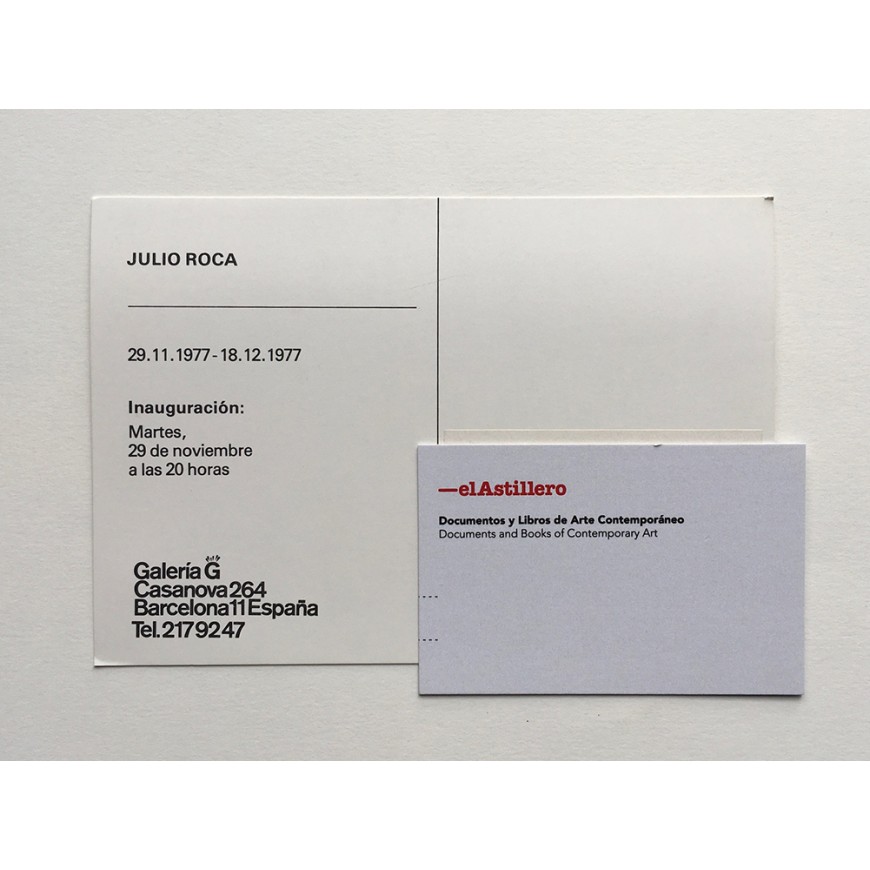 JULIO ROCA
29.11.1977-18.12.1977
Inauguración:
Martes,
29 de noviembre
a las 20 horas
Galería G
Casanova 264
Barcelona 11 España
Tel. 217 92 47
—elAstillero
Documentos y Libros de Arte Contemporáneo
Documents and Books of Contemporary Art